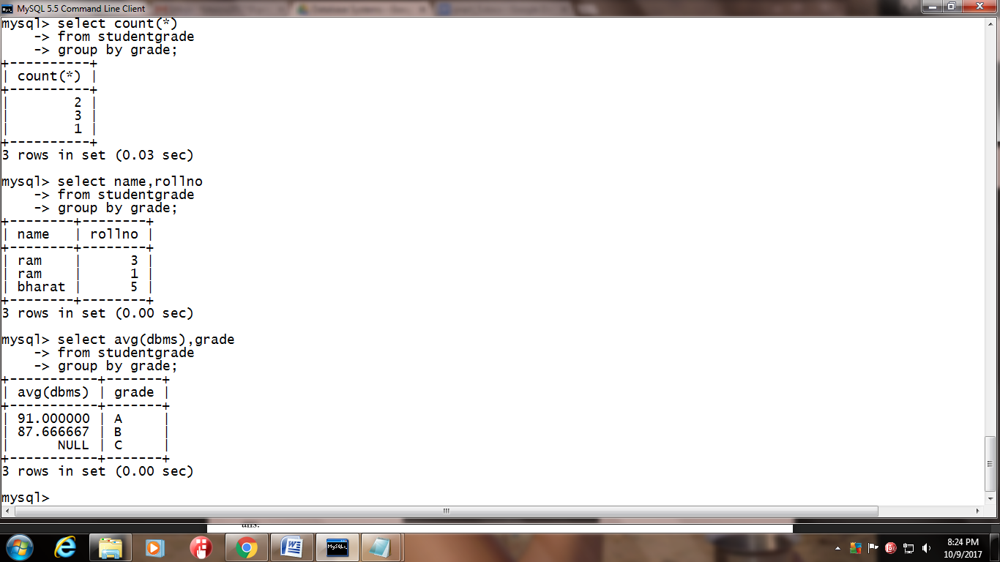 MySQL 5.5 Command Line Client
mysql> select count(*)
    -> from studentgrade
    -> group by grade;
+----------+
| count(*) |
+----------+
|        2 |
|        3 |
|        1 |
+----------+
3 rows in set (0.03 sec)
mysql> select name,rollno
    -> from studentgrade
    -> group by grade;
+--------+--------+
| name   | rollno |
+--------+--------+
| ram    |      3 |
| ram    |      1 |
| bharat |      5 |
+--------+--------+
3 rows in set (0.00 sec)
mysql> select avg(dbms),grade
    -> from studentgrade
    -> group by grade;
+-----------+-------+
| avg(dbms) | grade |
+-----------+-------+
| 91.000000 | A     |
| 87.666667 | B     |
|      NULL | C     |
+-----------+-------+
3 rows in set (0.00 sec)
mysql>
ans:
8:24 PM
10/9/2017